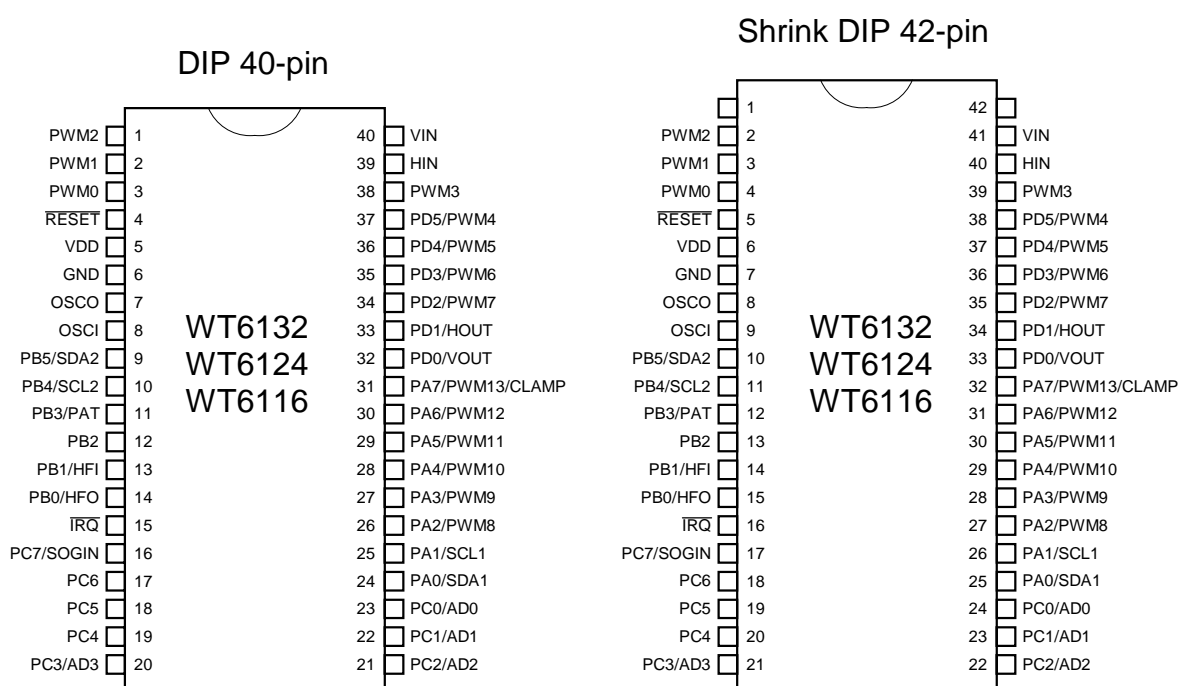 Shrink DIP 42-pin
DIP 40-pin
1 42
PWM2 1 40 VIN PWM2 2 41 VIN
PWM1 2 39 HIN PWM1 3 40 HIN
PWM0 3 38 PWM3 PWM0 4 39 PWM3
RESET 4 37 PD5/PWM4 RESET 5 38 PD5/PWM4
VDD 5 36 PD4/PWM5 VDD 6 37 PD4/PWM5
GND 6 35 PD3/PWM6 GND 7 36 PD3/PWM6
OSCO 7 34 PD2/PWM7 OSCO 8 35 PD2/PWM7
OSCI 8 WT6132 33 PD1/HOUT OSCI 9 WT6132 34 PD1/HOUT
PB5/SDA2 9 WT6124 32 PD0/VOUT PB5/SDA2 10 WT6124 33 PD0/VOUT
PB4/SCL2 10 WT6116 31 PA7/PWM13/CLAMP PB4/SCL2 11 WT6116 32 PA7/PWM13/CLAMP
PB3/PAT 11 30 PA6/PWM12 PB3/PAT 12 31 PA6/PWM12
PB2 12 29 PA5/PWM11 PB2 13 30 PA5/PWM11
PB1/HFI 13 28 PA4/PWM10 PB1/HFI 14 29 PA4/PWM10
PB0/HFO 14 27 PA3/PWM9 PB0/HFO 15 28 PA3/PWM9
IRQ 15 26 PA2/PWM8 IRQ 16 27 PA2/PWM8
PC7/SOGIN 16 25 PA1/SCL1 PC7/SOGIN 17 26 PA1/SCL1
PC6 17 24 PA0/SDA1 PC6 18 25 PA0/SDA1
PC5 18 23 PC0/AD0 PC5 19 24 PC0/AD0
PC4 19 22 PC1/AD1 PC4 20 23 PC1/AD1
PC3/AD3 20 21 PC2/AD2 PC3/AD3 21 22 PC2/AD2